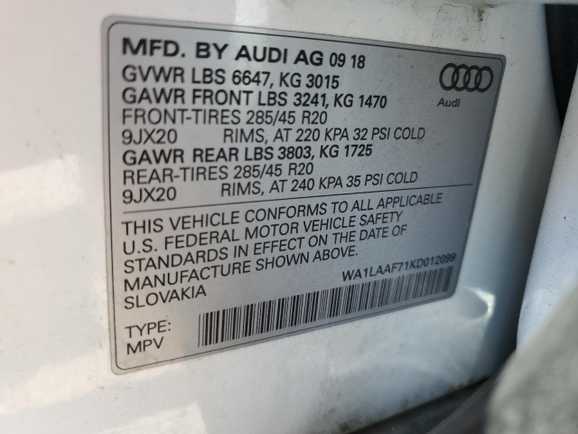 MFD. BY AUDI AG 09 18
GVWR LBS 6647, KG 3015
GAWR FRONT LBS 3241, KG 1470
FRONT-TIRES 285/45 R20
9JX20 RIMS, AT 220 KPA 32 PSI COLD
GAWR REAR LBS 3803, KG 1725
REAR-TIRES 285/45 R20
9JX20 RIMS, AT 240 KPA 35 PSI COLD
Audi
THIS VEHICLE CONFORMS TO ALL APPLICABLE
U.S. FEDERAL MOTOR VEHICLE SAFETY
STANDARDS IN EFFECT ON THE DATE OF
MANUFACTURE SHOWN ABOVE.
SLOVAKIA
WA1LAAF71KD012099
TYPE:
MPV